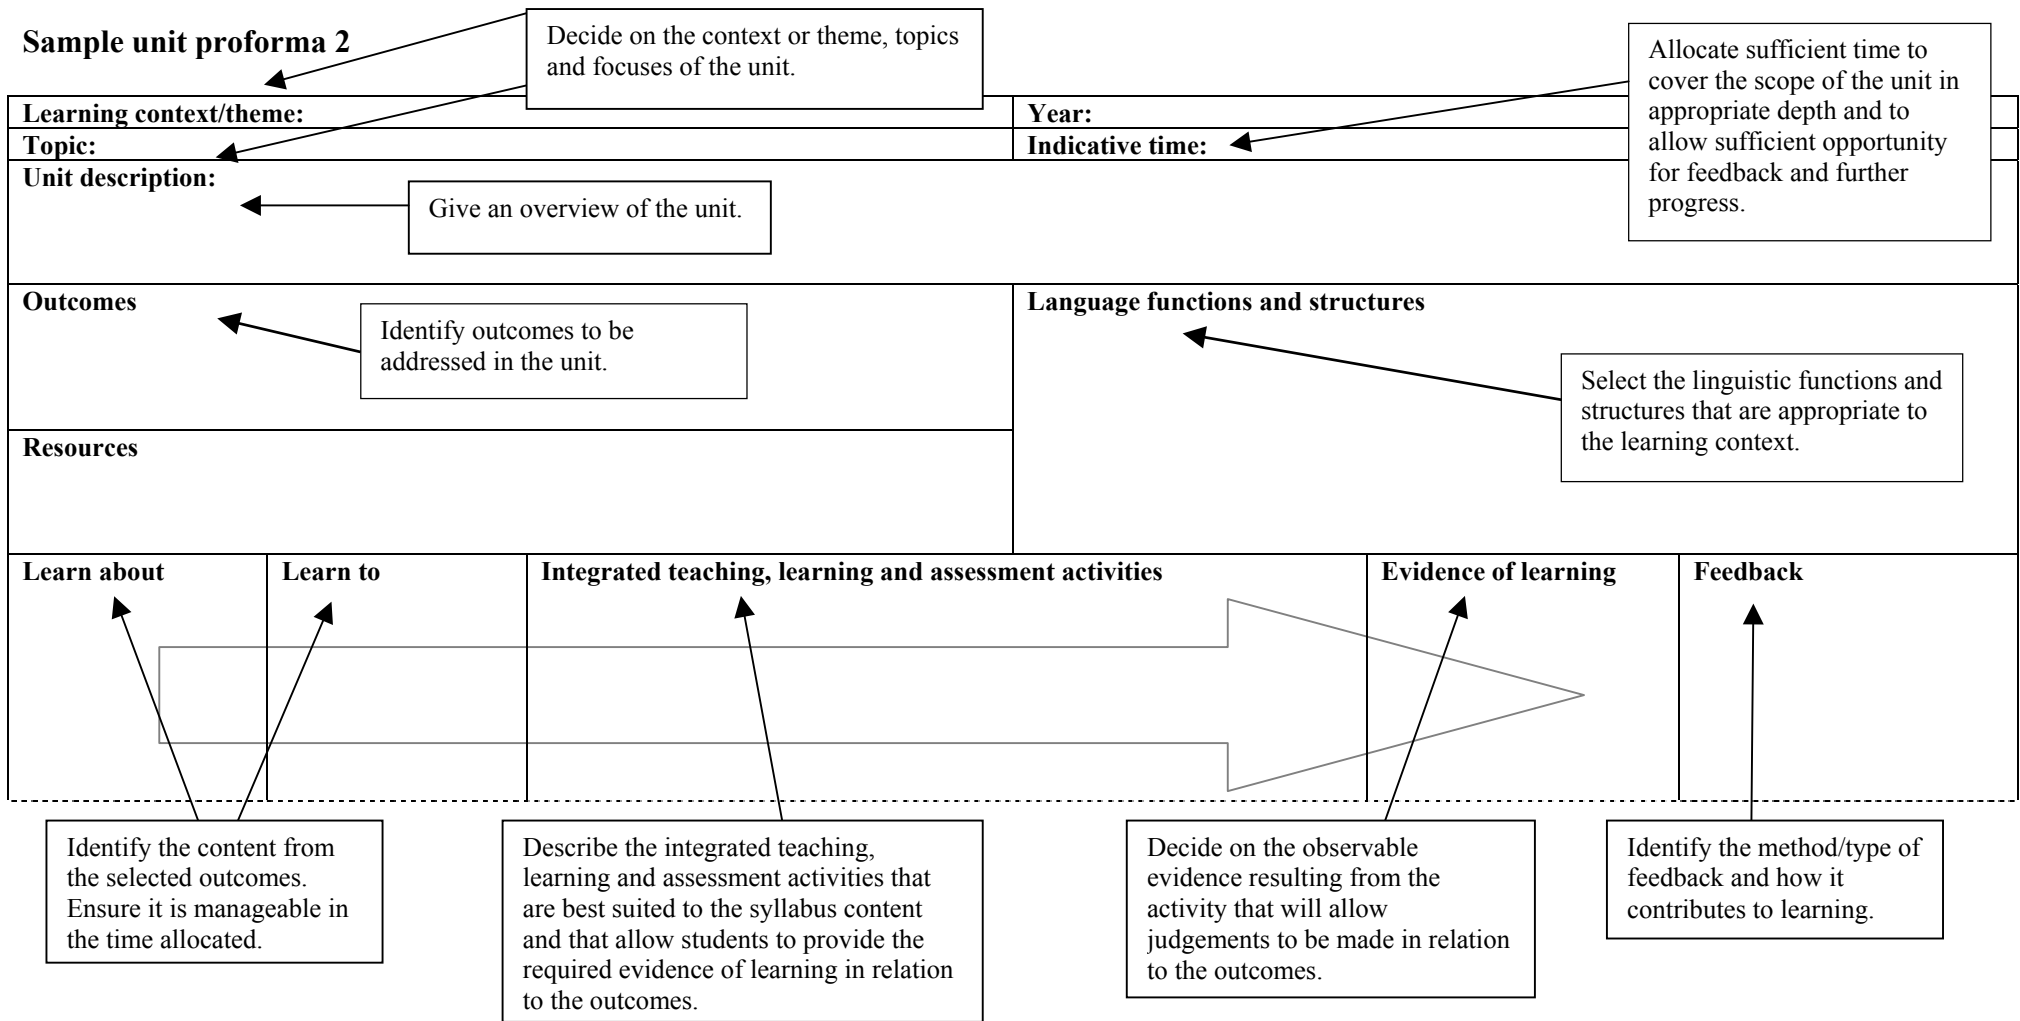 Sample unit proforma 2
Decide on the context or theme, topics
and focuses of the unit.
Allocate sufficient time to
cover the scope of the unit in
appropriate depth and to
allow sufficient opportunity
for feedback and further
progress.
Learning context/theme:
Year:
Topic:
Indicative time:
Unit description:
Give an overview of the unit.
Outcomes
Identify outcomes to be
addressed in the unit.
Language functions and structures
Select the linguistic functions and
structures that are appropriate to
the learning context.
Resources
Learn about
Learn to
Integrated teaching, learning and assessment activities
Evidence of learning
Feedback
Identify the content from
the selected outcomes.
Ensure it is manageable in
the time allocated.
Describe the integrated teaching,
learning and assessment activities that
are best suited to the syllabus content
and that allow students to provide the
required evidence of learning in relation
to the outcomes.
Decide on the observable
evidence resulting from the
activity that will allow
judgements to be made in relation
to the outcomes.
Identify the method/type of
feedback and how it
contributes to learning.